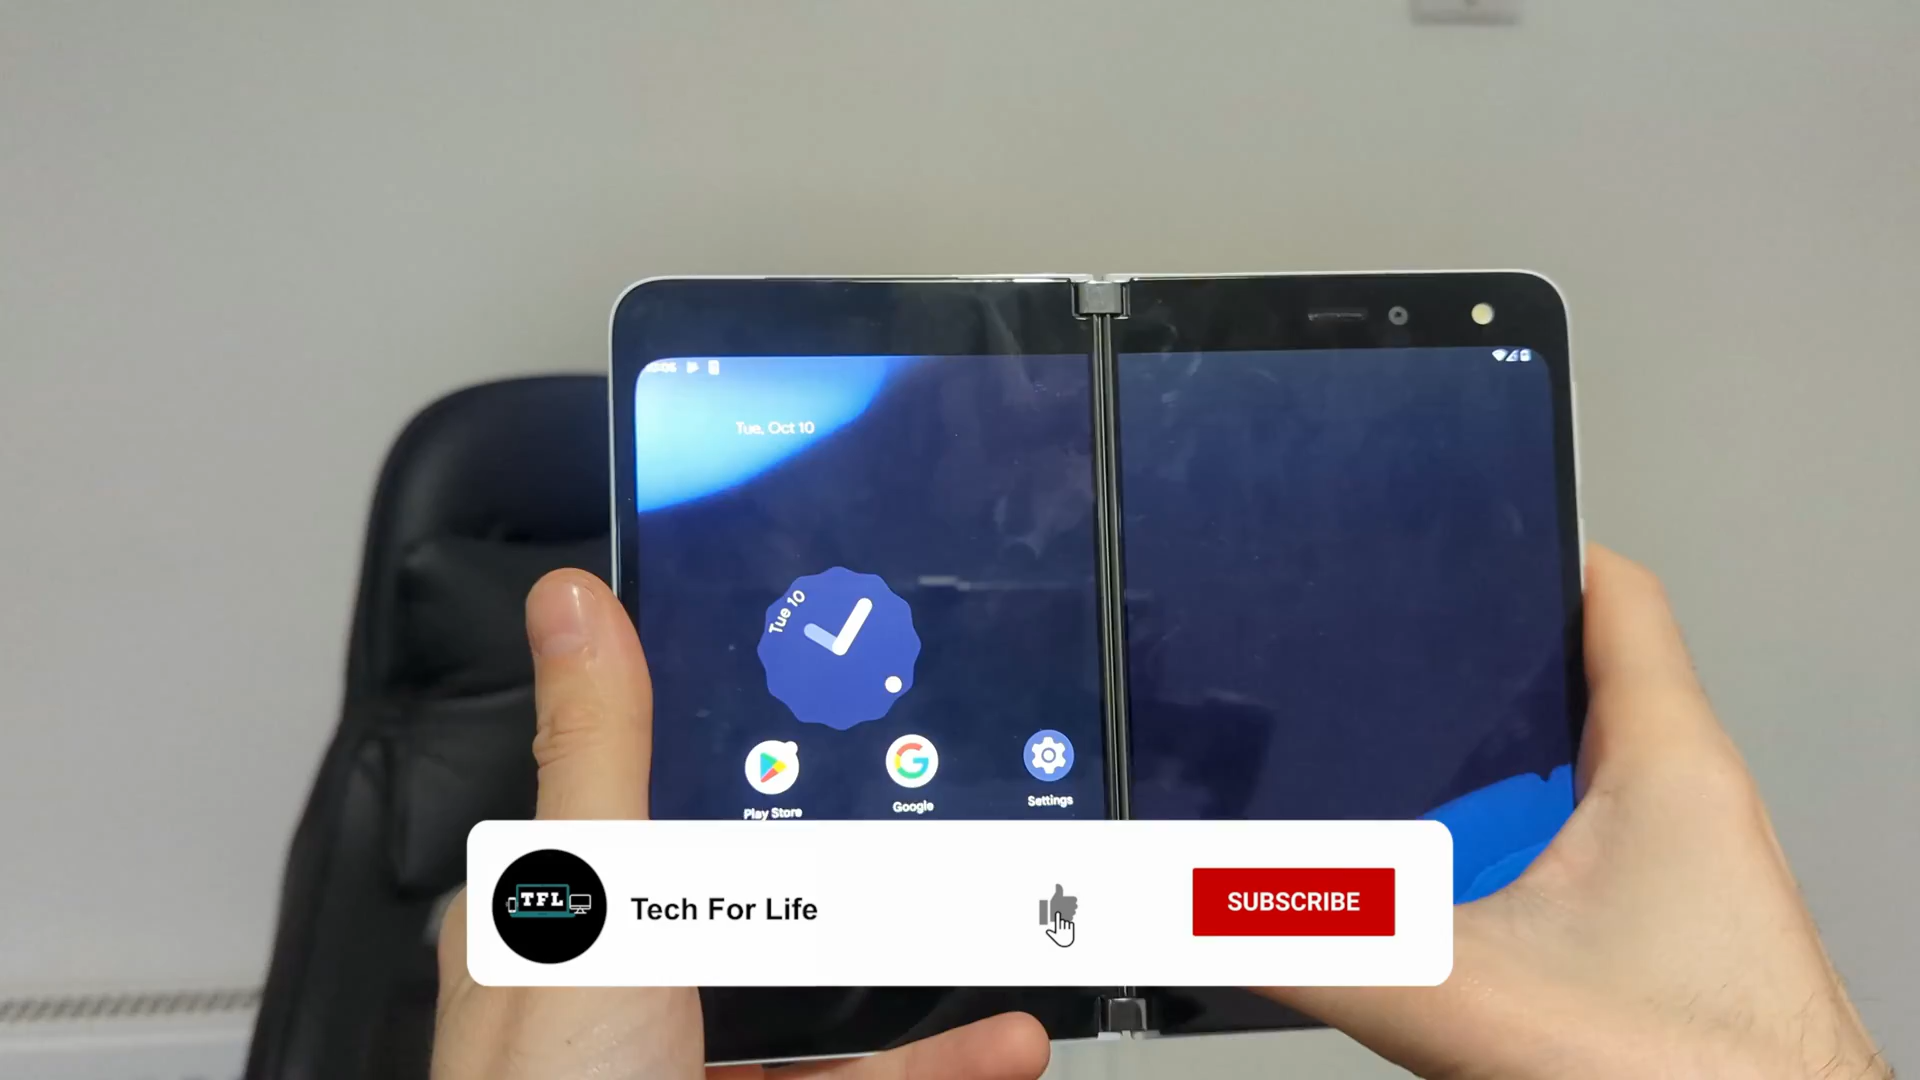 Tue, Oct 10
Tue 10
Play Store
Google
Settings
TFL
Tech For Life
SUBSCRIBE